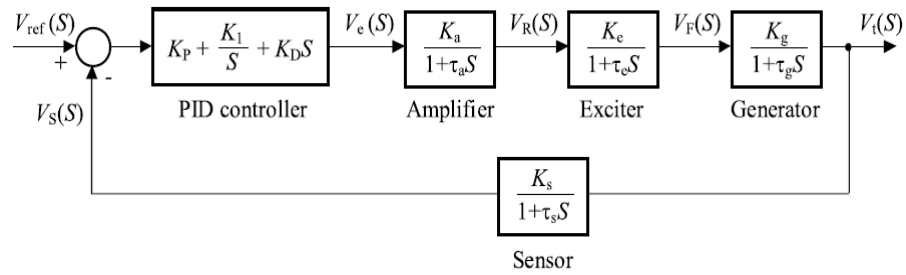 V_ref(S)
+
-
V_S(S)
K_P + K_1/S + K_D S
PID controller
V_e(S)
K_a
1+τ_a S
Amplifier
V_R(S)
K_e
1+τ_e S
Exciter
V_F(S)
K_g
1+τ_g S
Generator
V_t(S)
K_s
1+τ_s S
Sensor